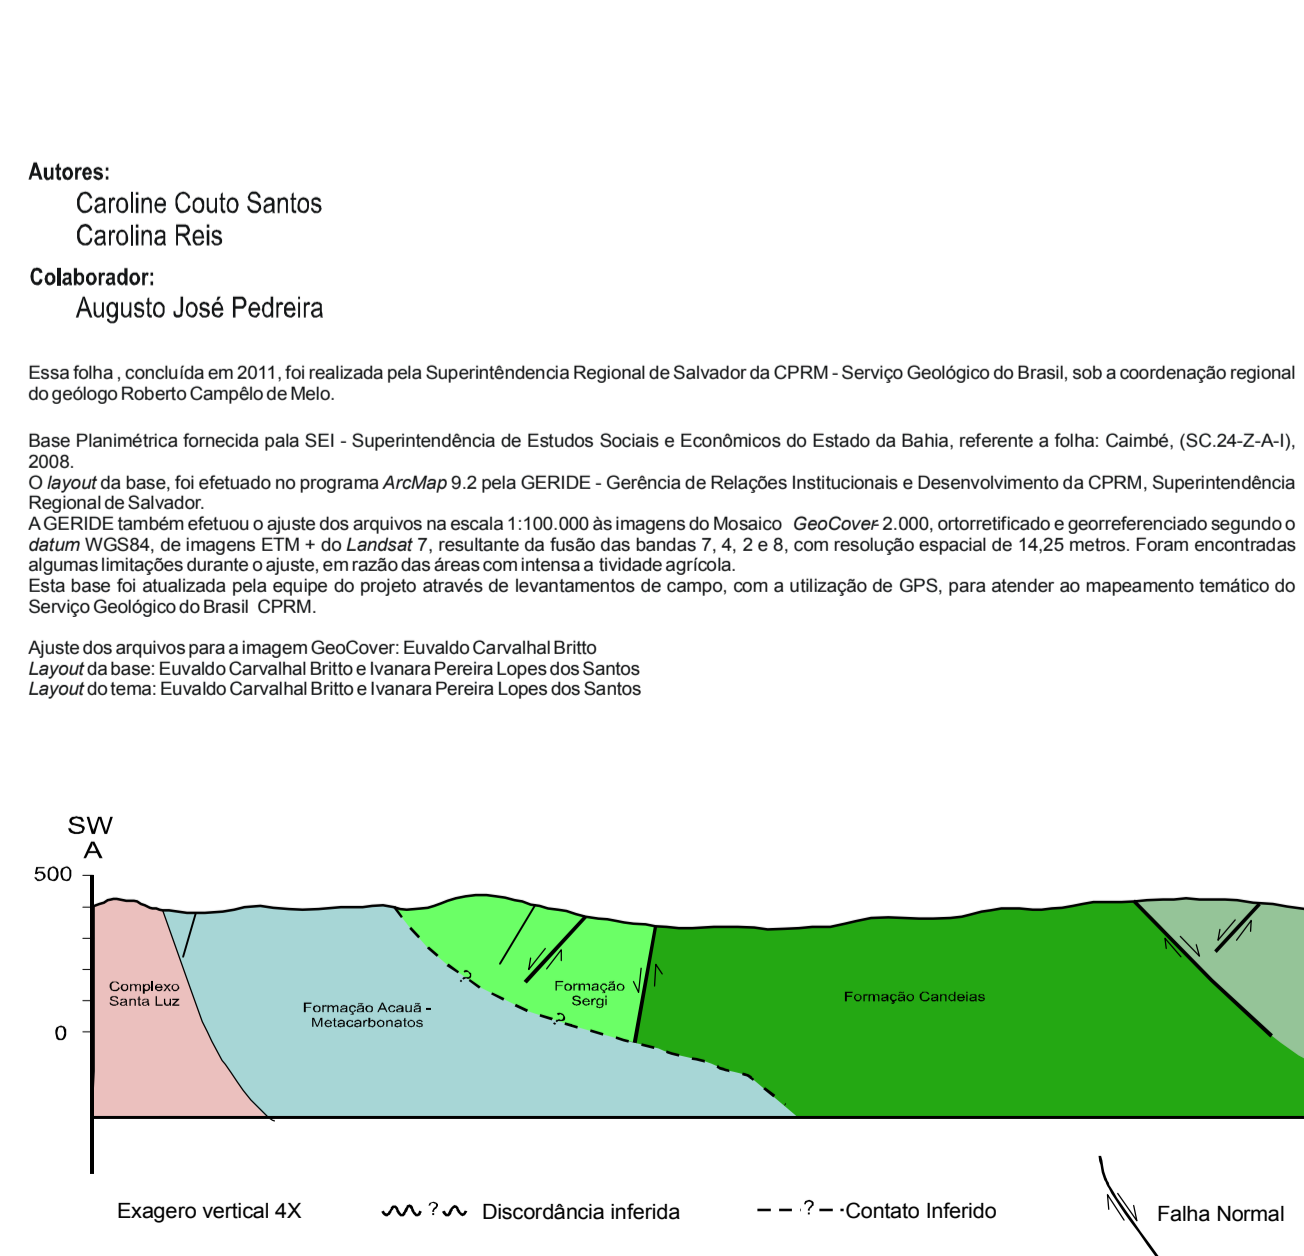 Autores:
Caroline Couto Santos
Carolina Reis
Colaborador:
Augusto José Pedreira
Essa folha , concluída em 2011, foi realizada pela Superintêndencia Regional de Salvador da CPRM - Serviço Geológico do Brasil, sob a coordenação regional
do geólogo Roberto Campêlo de Melo.
Base Planimétrica fornecida pala SEI - Superintendência de Estudos Sociais e Econômicos do Estado da Bahia, referente a folha: Caimbé, (SC.24-Z-A-I),
2008.
O layout da base, foi efetuado no programa ArcMap 9.2 pela GERIDE - Gerência de Relações Institucionais e Desenvolvimento da CPRM, Superintendência
Regional de Salvador.
A GERIDE também efetuou o ajuste dos arquivos na escala 1:100.000 às imagens do Mosaico GeoCover- 2.000, ortorretificado e georreferenciado segundo o
datum WGS84, de imagens ETM + do Landsat 7, resultante da fusão das bandas 7, 4, 2 e 8, com resolução espacial de 14,25 metros. Foram encontradas
algumas limitações durante o ajuste, em razão das áreas com intensa a tividade agrícola.
Esta base foi atualizada pela equipe do projeto através de levantamentos de campo, com a utilização de GPS, para atender ao mapeamento temático do
Serviço Geológico do Brasil CPRM.
Ajuste dos arquivos para a imagem GeoCover: Euvaldo Carvalhal Britto
Layout da base: Euvaldo Carvalhal Britto e Ivanara Pereira Lopes dos Santos
Layout do tema: Euvaldo Carvalhal Britto e Ivanara Pereira Lopes dos Santos
SW
A
500
0
Complexo
Santa Luz
Formação Acauã -
Metacarbonatos
?
?
Formação
Sergi
Formação Candeias
Exagero vertical 4X
? Discordância inferida
? Contato Inferido
Falha Normal